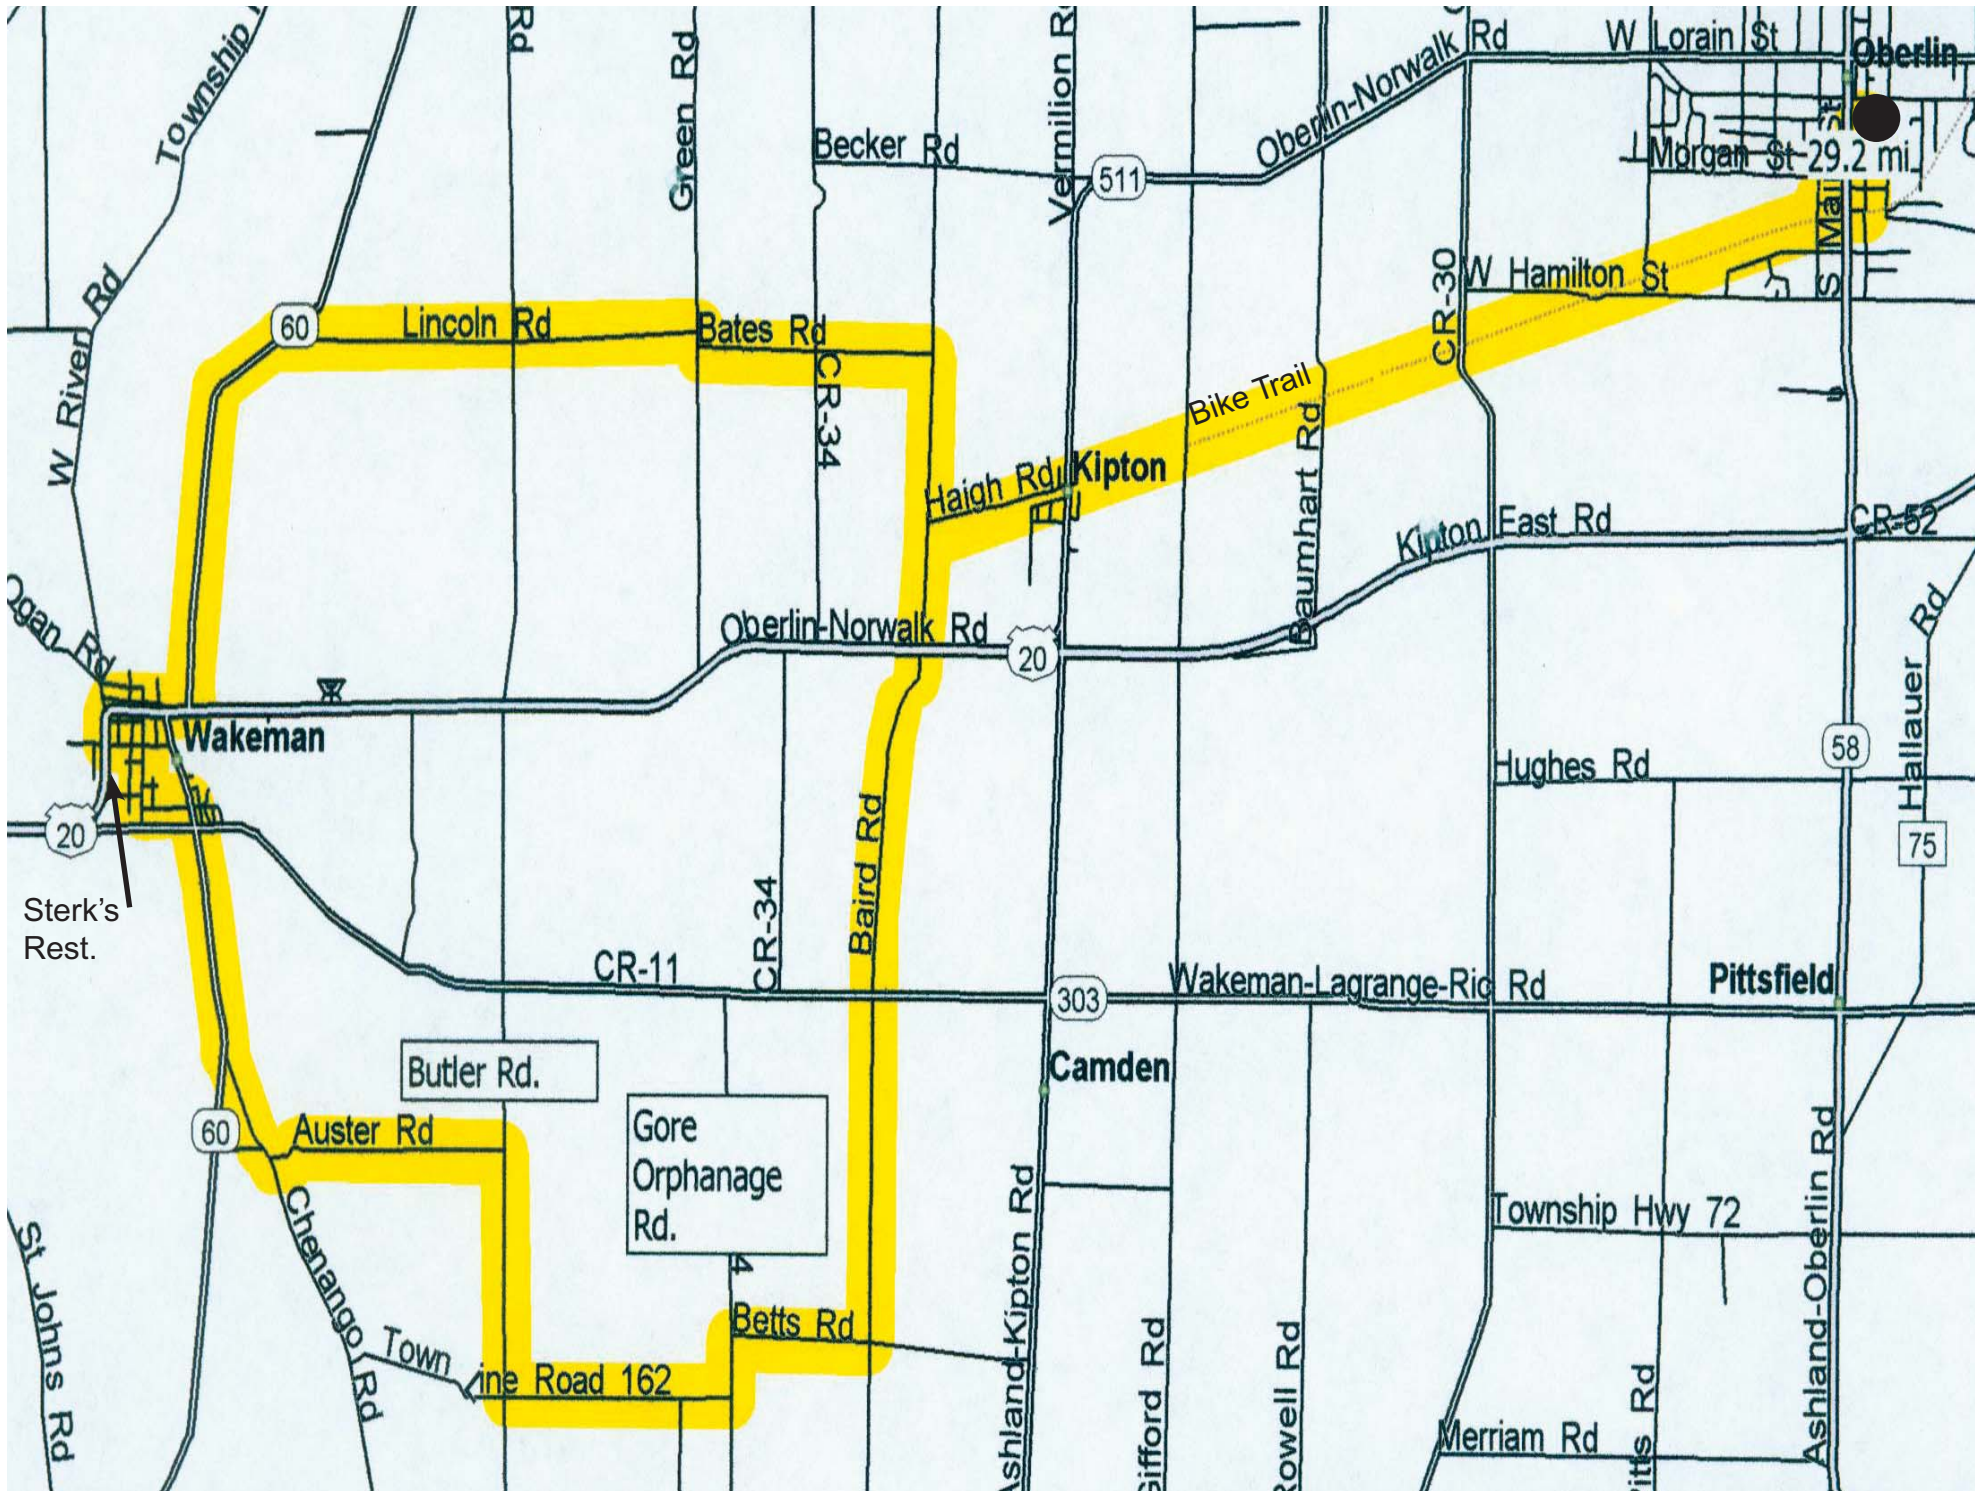 Township
Rd
Green Rd
Vermilion
Becker Rd
511
Oberlin-Norwalk Rd
W Lorain St
Oberlin
Morgan St 29.2 mi
St
S Mai
W River Rd
60
Lincoln Rd
Bates Rd
CR-34
CR-30
W Hamilton St
Bike Trail
Haigh Rd
Kipton
Baumhart Rd
Kipton East Rd
CR-52
ogan Rd
Oberlin-Norwalk Rd
20
Wakeman
Hughes Rd
58
Hallauer Rd
75
20
Sterk's
Rest.
Baird Rd
CR-34
CR-11
303
Wakeman-Lagrange-Ric Rd
Pittsfield
Camden
Butler Rd.
Gore
Orphanage
Rd.
4
60
Auster Rd
Chenango Rd
St Johns Rd
Town Line Road 162
Betts Rd
Ashland-Kipton Rd
Gifford Rd
Rowell Rd
Township Hwy 72
Pitts Rd
Merriam Rd
Ashland-Oberlin Rd